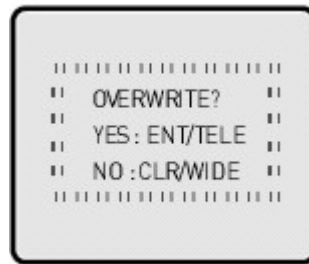 OVERWRITE?
YES : ENT/TELE
NO :CLR/WIDE